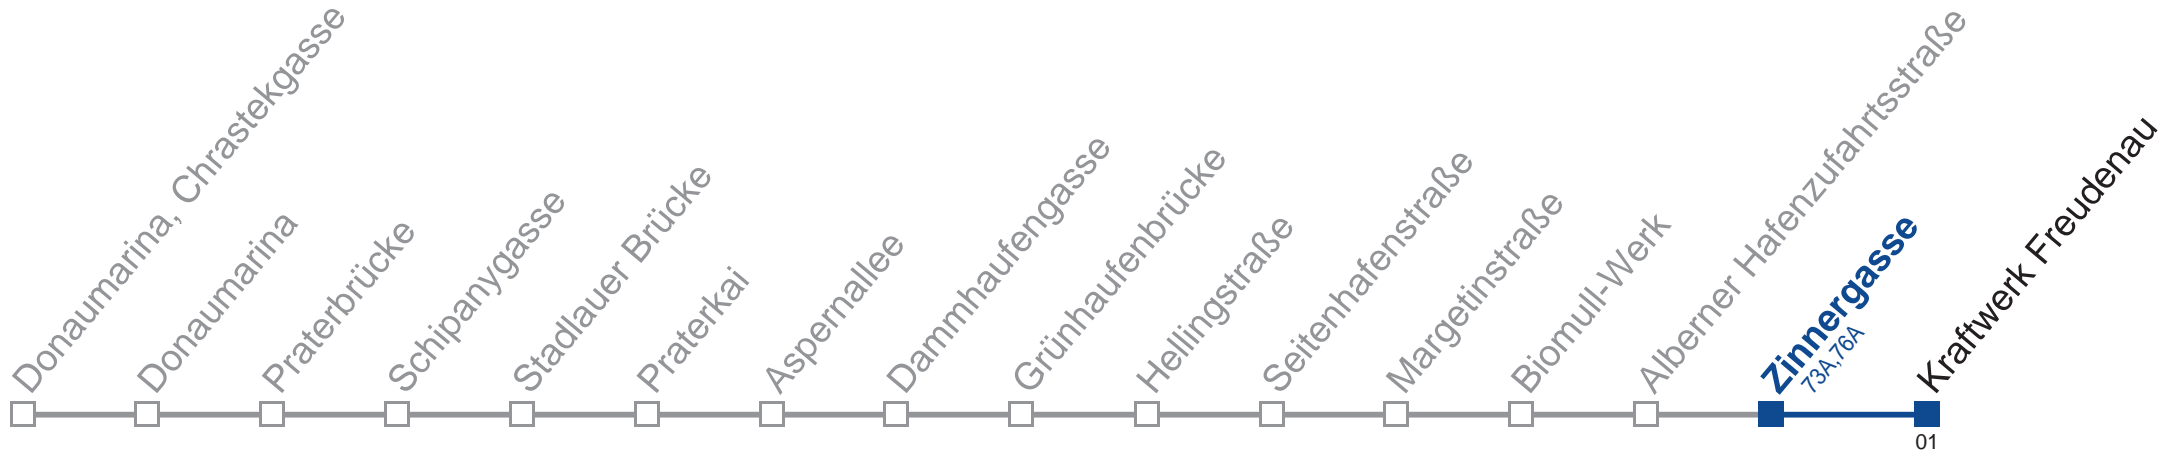 Donaumarina, Chrastekgasse
Donaumarina
Praterbrücke
Schipanygasse
Stadlauer Brücke
Praterkai
Aspernallee
Dammhaufengasse
Grünhaufenbrücke
Hellingstraße
Seitenhafenstraße
Margetinstraße
Biomull-Werk
Alberner Hafenzufahrtsstraße
Zinnergasse
73A,76A
Kraftwerk Freudenau
01